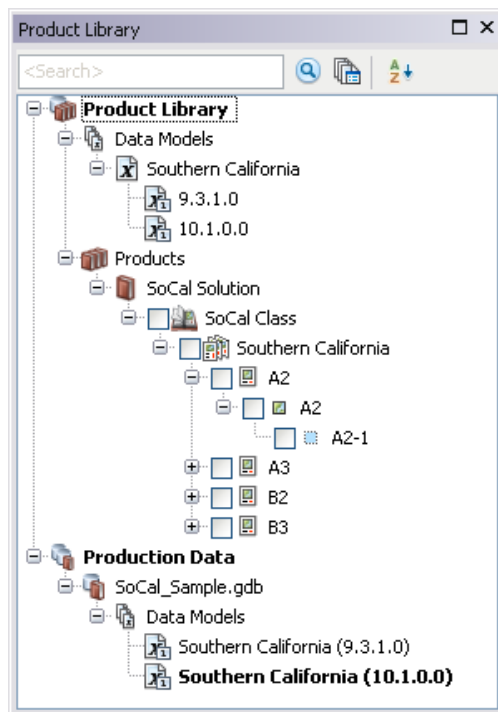 Product Library
<Search>
Product Library
Data Models
Southern California
9.3.1.0
10.1.0.0
Products
SoCal Solution
SoCal Class
Southern California
A2
A2
A2-1
A3
B2
B3
Production Data
SoCal_Sample.gdb
Data Models
Southern California (9.3.1.0)
Southern California (10.1.0.0)